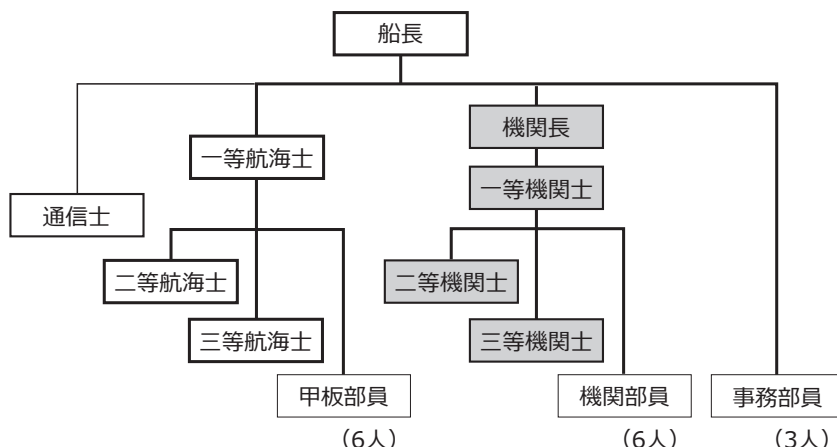 船長
機関長
一等航海士
一等機関士
通信士
二等航海士
二等機関士
三等航海士
三等機関士
甲板部員
機関部員
事務部員
（6人）
（6人）
（3人）